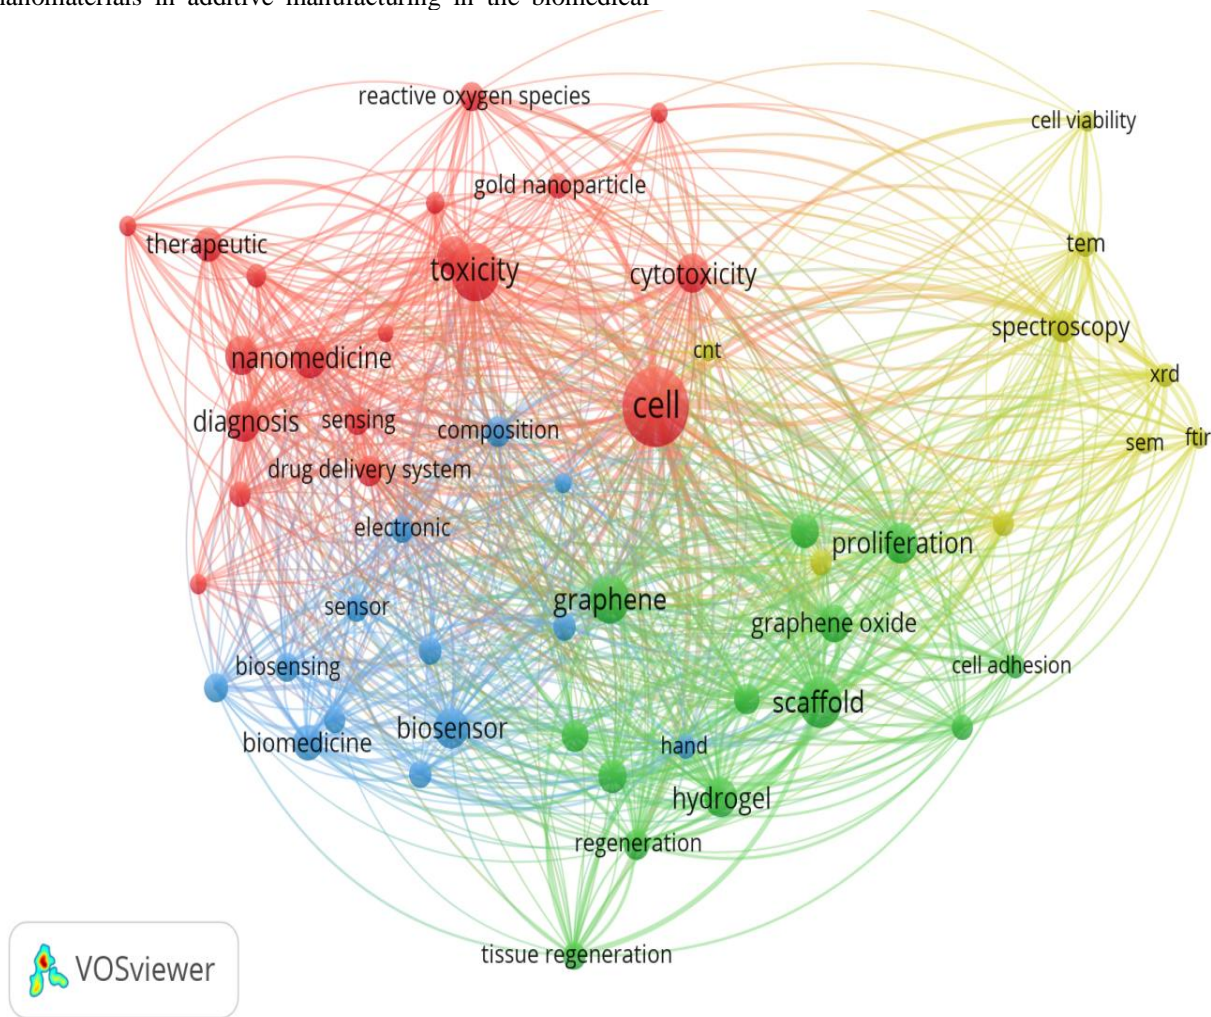 nanomaterials in additive manufacturing in the biomedical
reactive oxygen species
cell viability
gold nanoparticle
therapeutic
tem
toxicity
cytotoxicity
spectroscopy
cnt
nanomedicine
xrd
cell
diagnosis
sensing
composition
sem
ftir
drug delivery system
electronic
proliferation
graphene
sensor
graphene oxide
biosensing
cell adhesion
scaffold
biosensor
biomedicine
hand
hydrogel
regeneration
tissue regeneration
VOSviewer